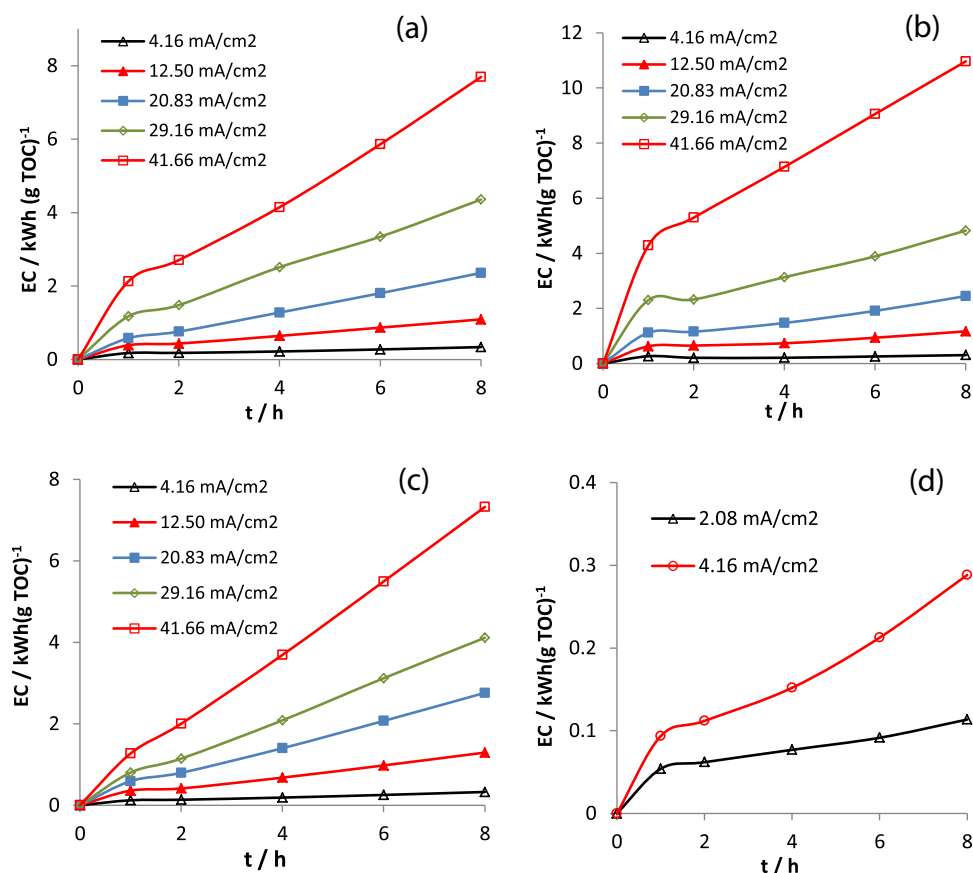 (a)
4.16 mA/cm2
12.50 mA/cm2
20.83 mA/cm2
29.16 mA/cm2
41.66 mA/cm2
EC / kWh (g TOC)-1
8
6
4
2
0
0 2 4 6 8
t / h
(b)
4.16 mA/cm2
12.50 mA/cm2
20.83 mA/cm2
29.16 mA/cm2
41.66 mA/cm2
EC / kWh(g TOC)-1
12
10
8
6
4
2
0
0 2 4 6 8
t / h
(c)
4.16 mA/cm2
12.50 mA/cm2
20.83 mA/cm2
29.16 mA/cm2
41.66 mA/cm2
EC / kWh(g TOC)-1
8
6
4
2
0
0 2 4 6 8
t / h
(d)
2.08 mA/cm2
4.16 mA/cm2
EC / kWh(g TOC)-1
0.4
0.3
0.2
0.1
0
0 2 4 6 8
t / h